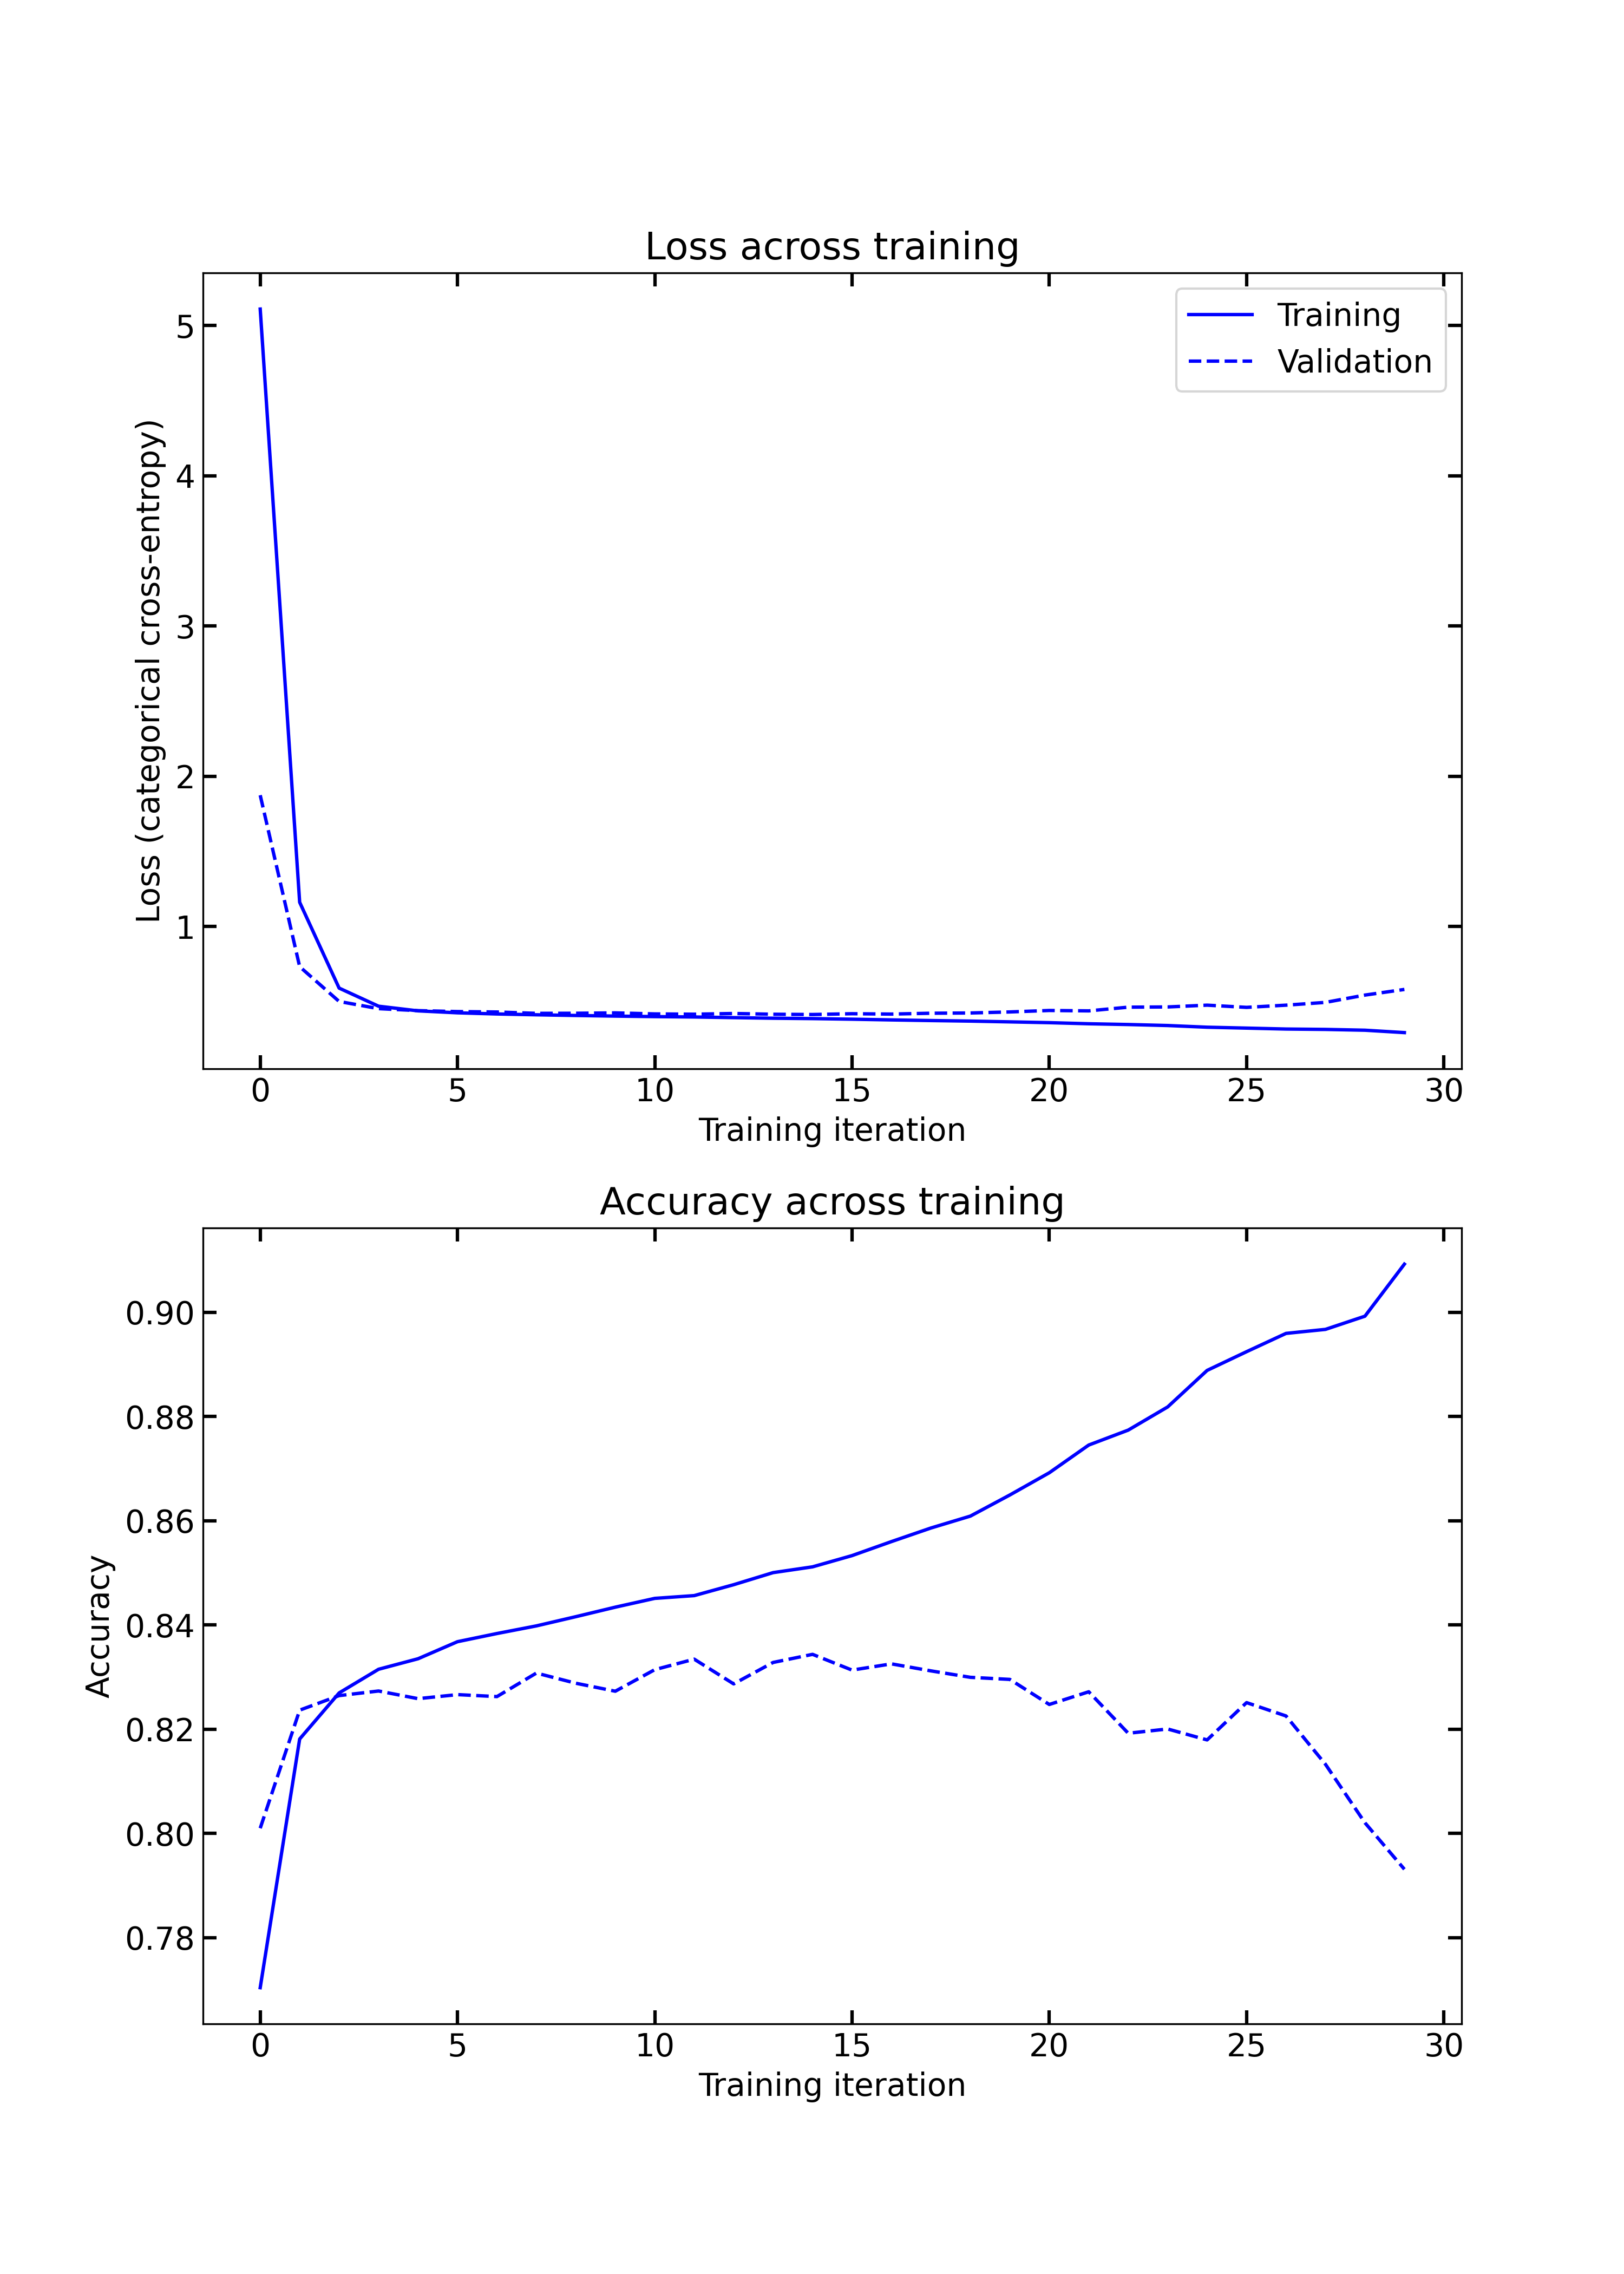 Loss across training
Training
Validation
Loss (categorical cross-entropy)
5
4
3
2
1
0 5 10 15 20 25 30
Training iteration
Accuracy across training
Accuracy
0.90
0.88
0.86
0.84
0.82
0.80
0.78
0 5 10 15 20 25 30
Training iteration